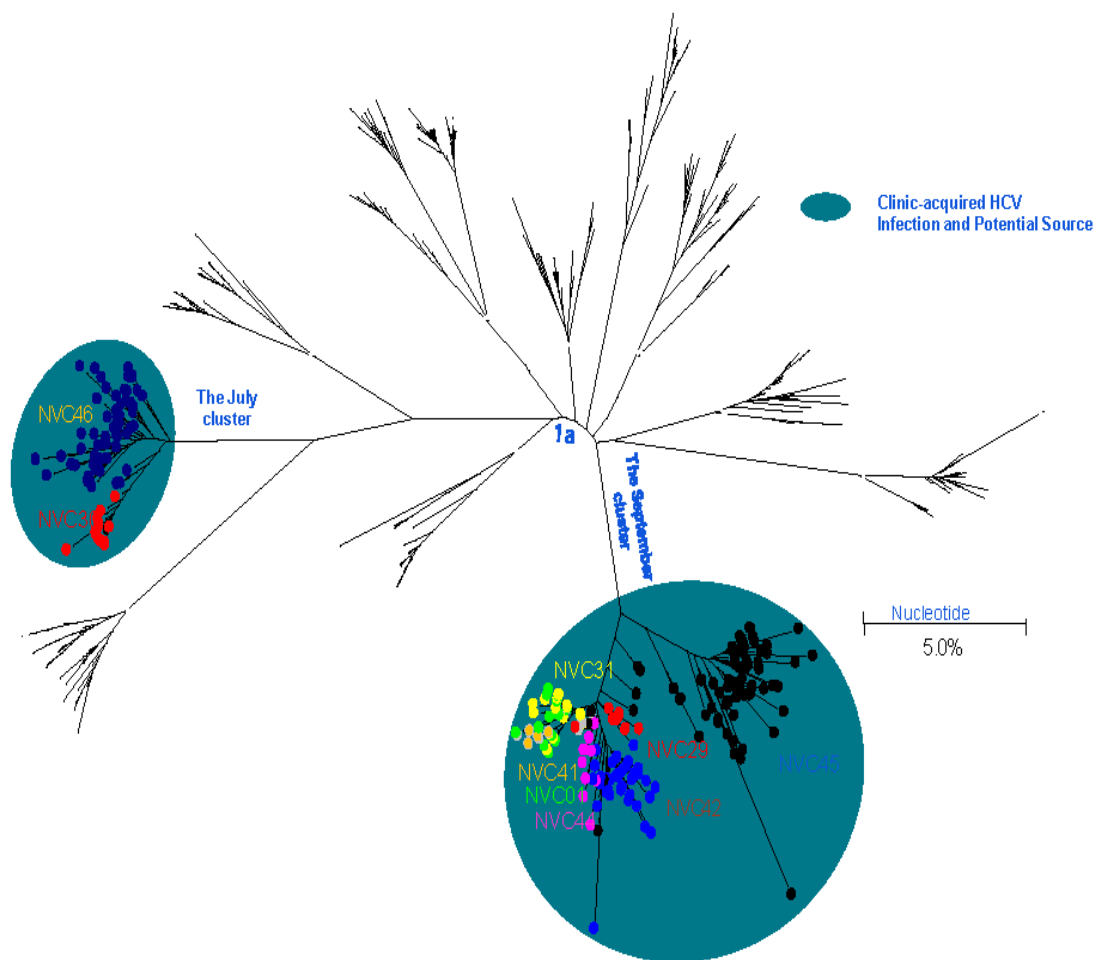 Clinic-acquired HCV
Infection and Potential Source
The July
cluster
NVC46
1a
The September
cluster
Nucleotide
5.0%
NVC31
NVC29
NVC41
NVC45
NVC01
NVC42